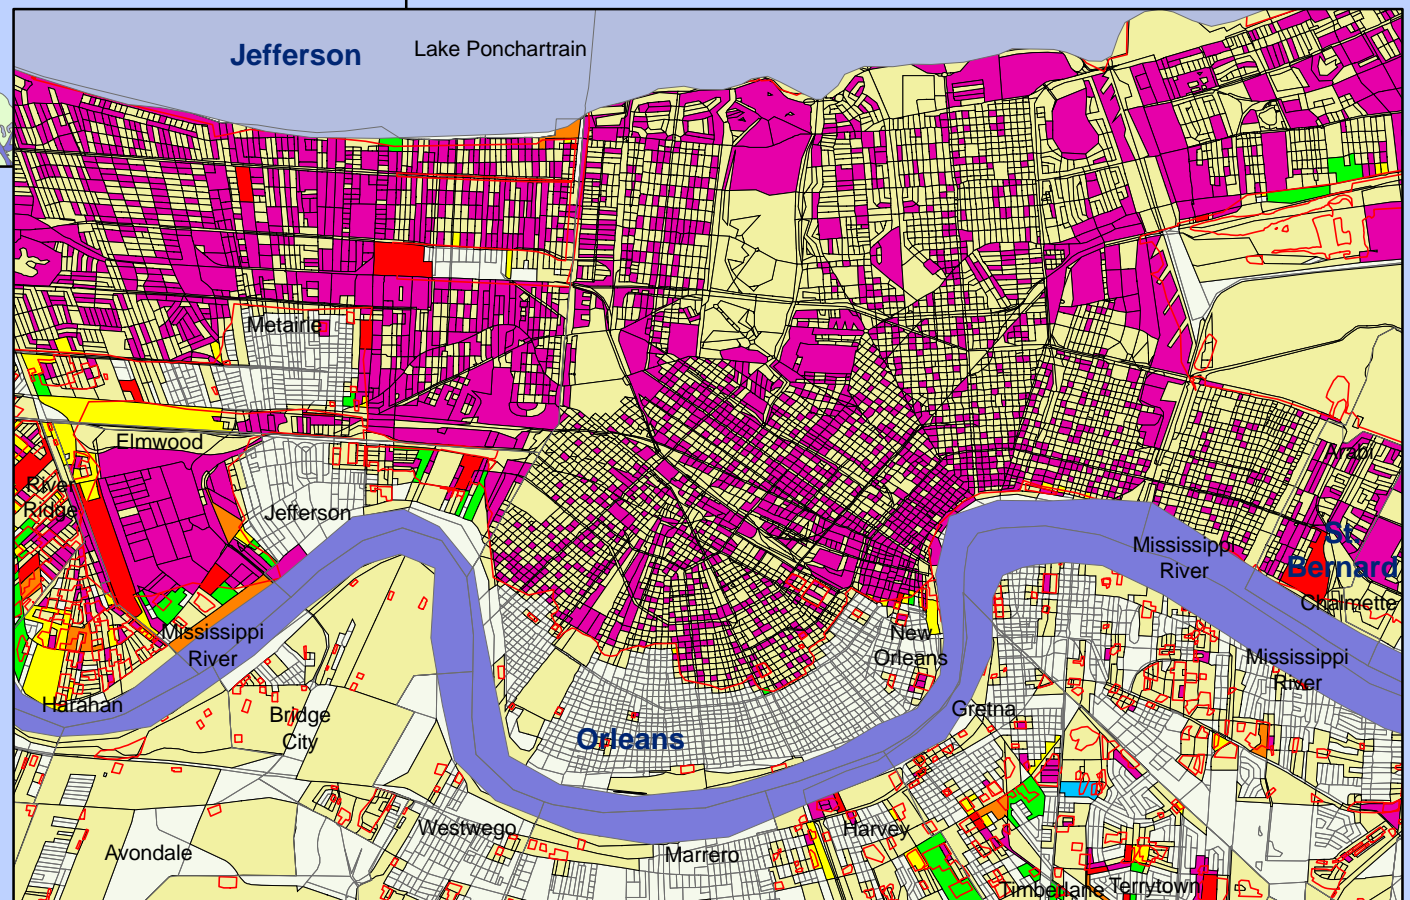 Jefferson
Lake Ponchartrain
Metairie
Elmwood
River
Ridge
Jefferson
Arabi
St.
Bernard
Mississippi
River
Chalmette
Mississippi
River
New
Orleans
Mississippi
River
Harahan
Bridge
City
Gretna
Orleans
Westwego
Harvey
Marrero
Avondale
Timberlane
Terrytown